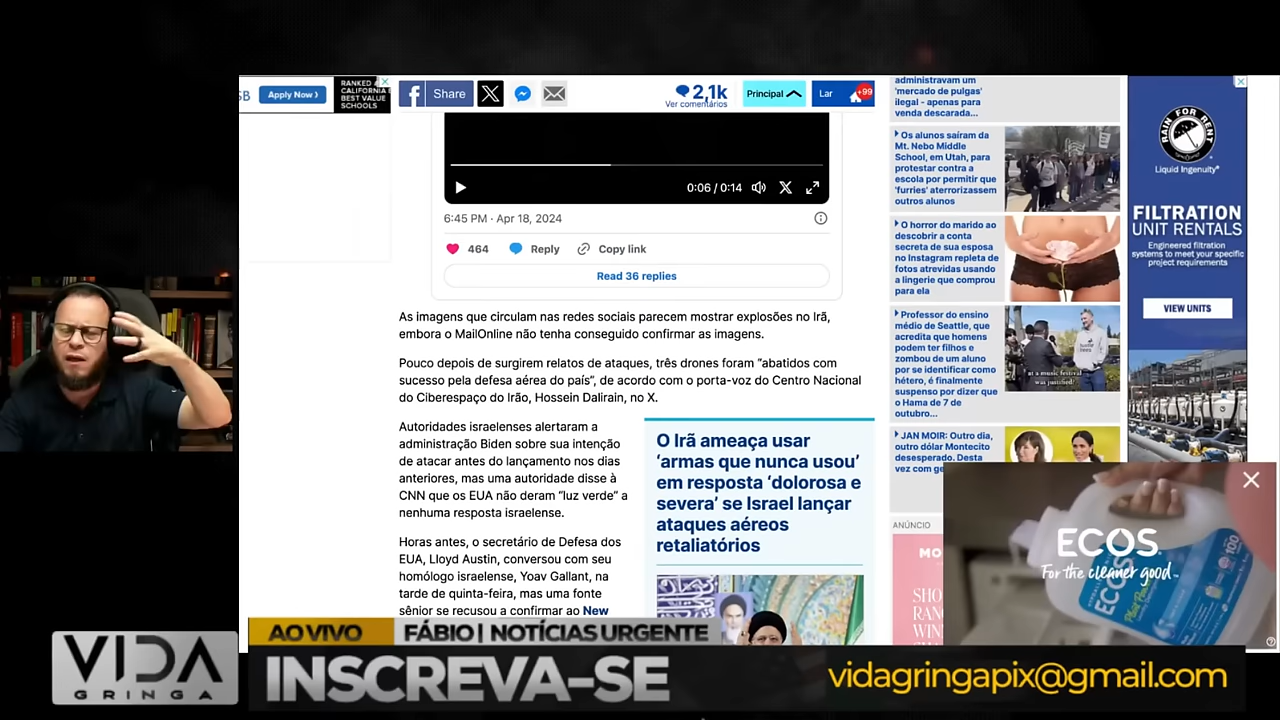 SB
Apply Now ›
RANKED
CALIFORNIA
BEST VALUE
SCHOOLS
f Share
2,1k
Ver comentários
Principal
Lar
+99
0:06 / 0:14
6:45 PM · Apr 18, 2024
464
Reply
Copy link
Read 36 replies
As imagens que circulam nas redes sociais parecem mostrar explosões no Irã,
embora o MailOnline não tenha conseguido confirmar as imagens.
Pouco depois de surgirem relatos de ataques, três drones foram "abatidos com
sucesso pela defesa aérea do país", de acordo com o porta-voz do Centro Nacional
do Ciberespaço do Irão, Hossein Dalirain, no X.
Autoridades israelenses alertaram a
administração Biden sobre sua intenção
de atacar antes do lançamento nos dias
anteriores, mas uma autoridade disse à
CNN que os EUA não deram "luz verde" a
nenhuma resposta israelense.
Horas antes, o secretário de Defesa dos
EUA, Lloyd Austin, conversou com seu
homólogo israelense, Yoav Gallant, na
tarde de quinta-feira, mas uma fonte
sênior se recusou a confirmar ao New
O Irã ameaça usar
'armas que nunca usou'
em resposta 'dolorosa e
severa' se Israel lançar
ataques aéreos
retaliatórios
administravam um
'mercado de pulgas'
ilegal - apenas para
venda descarada...
Os alunos saíram da
Mt. Nebo Middle
School, em Utah, para
protestar contra a
escola por permitir que
'furries' aterrorizassem
outros alunos
O horror do marido ao
descobrir a conta
secreta de sua esposa
no Instagram repleta de
fotos atrevidas usando
a lingerie que comprou
para ela
Professor do ensino
médio de Seattle, que
acredita que homens
podem ter filhos e
zombou de um aluno
por se identificar como
hétero, é finalmente
suspenso por dizer que
o Hama de 7 de
outubro...
at a music festival
was justified!
JAN MOIR: Outro dia,
outro dólar Montecito
desesperado. Desta
vez com
ANÚNCIO
RAIN FOR RENT
Liquid Ingenuity®
FILTRATION
UNIT RENTALS
Engineered filtration
systems to meet your specific
project requirements
VIEW UNITS
ECOS
For the cleaner good™
ECOS
100
VIDA
GRINGA
AO VIVO
FÁBIO | NOTÍCIAS URGENTE
INSCREVA-SE
vidagringapix@gmail.com